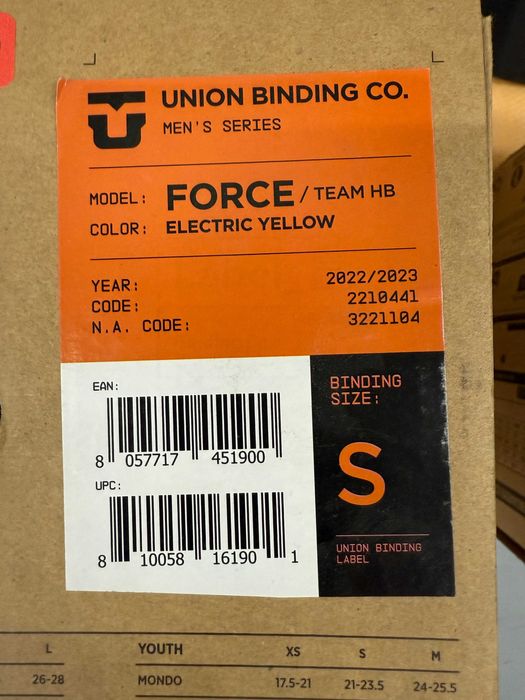 UNION BINDING CO.
MEN'S SERIES
MODEL: FORCE / TEAM HB
COLOR: ELECTRIC YELLOW
YEAR: 2022/2023
CODE: 2210441
N.A. CODE: 3221104
EAN:
8 057717 451900
UPC:
8 10058 16190 1
BINDING
SIZE:
S
UNION BINDING
LABEL
L YOUTH XS S M
26-28 MONDO 17.5-21 21-23.5 24-25.5